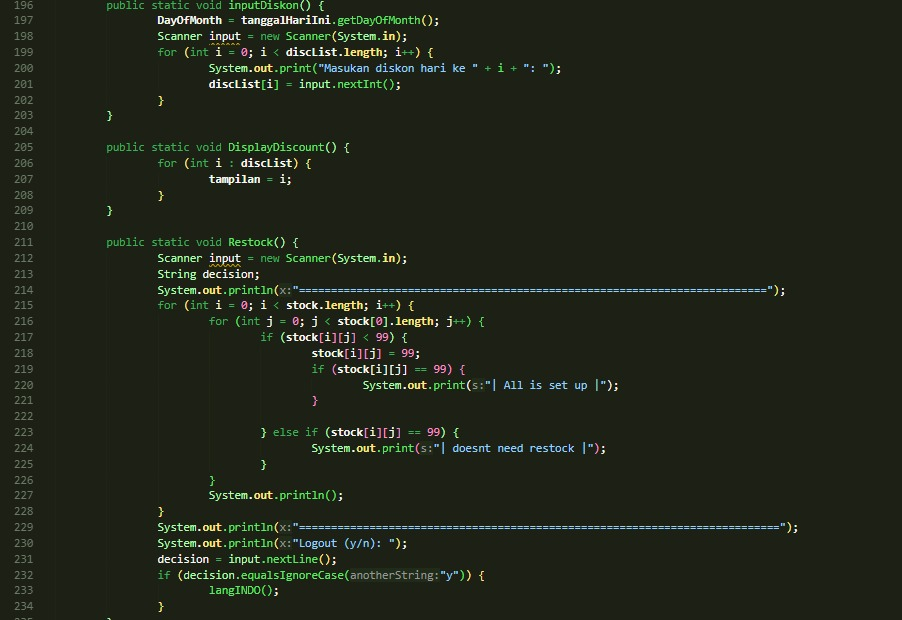 196 public static void inputDiskon() {
197 DayOfMonth = tanggalHariIni.getDayOfMonth();
198 Scanner input = new Scanner(System.in);
199 for (int i = 0; i < discList.length; i++) {
200 System.out.print("Masukan diskon hari ke " + i + ": ");
201 discList[i] = input.nextInt();
202 }
203 }
204
205 public static void DisplayDiscount() {
206 for (int i : discList) {
207 tampilan = i;
208 }
209 }
210
211 public static void Restock() {
212 Scanner input = new Scanner(System.in);
213 String decision;
214 System.out.println(x:"=========================================================================");
215 for (int i = 0; i < stock.length; i++) {
216 for (int j = 0; j < stock[0].length; j++) {
217 if (stock[i][j] < 99) {
218 stock[i][j] = 99;
219 if (stock[i][j] == 99) {
220 System.out.print(s:"| All is set up |");
221 }
222
223 } else if (stock[i][j] == 99) {
224 System.out.print(s:"| doesnt need restock |");
225 }
226 }
227 System.out.println();
228 }
229 System.out.println(x:"===========================================================================");
230 System.out.println(x:"Logout (y/n): ");
231 decision = input.nextLine();
232 if (decision.equalsIgnoreCase(anotherString:"y")) {
233 langINDO();
234 }